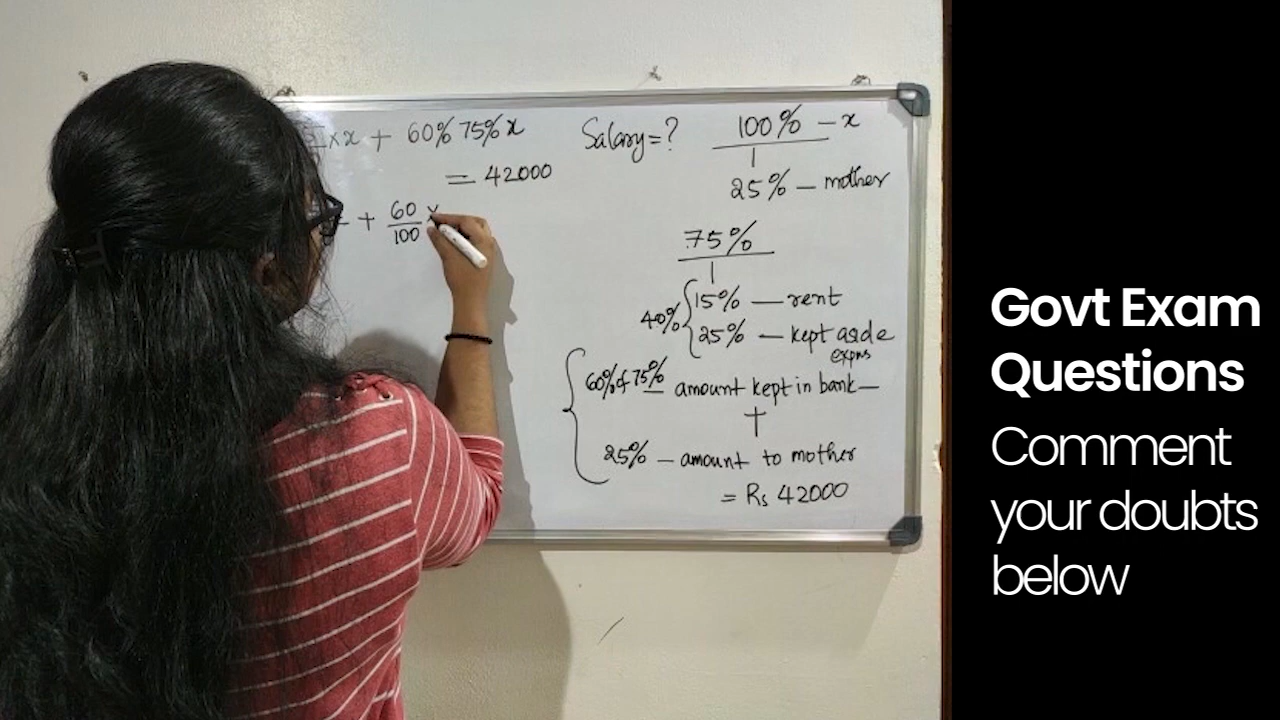 xx + 60% 75% x
= 42000
+ 60
100
Salary = ?
100% - x
25% - mother
75%
40%
15% - rent
25% - kept aside
expns
60% of 75% amount kept in bank -
+
25% - amount to mother
= Rs 42000
Govt Exam
Questions
Comment
your doubts
below